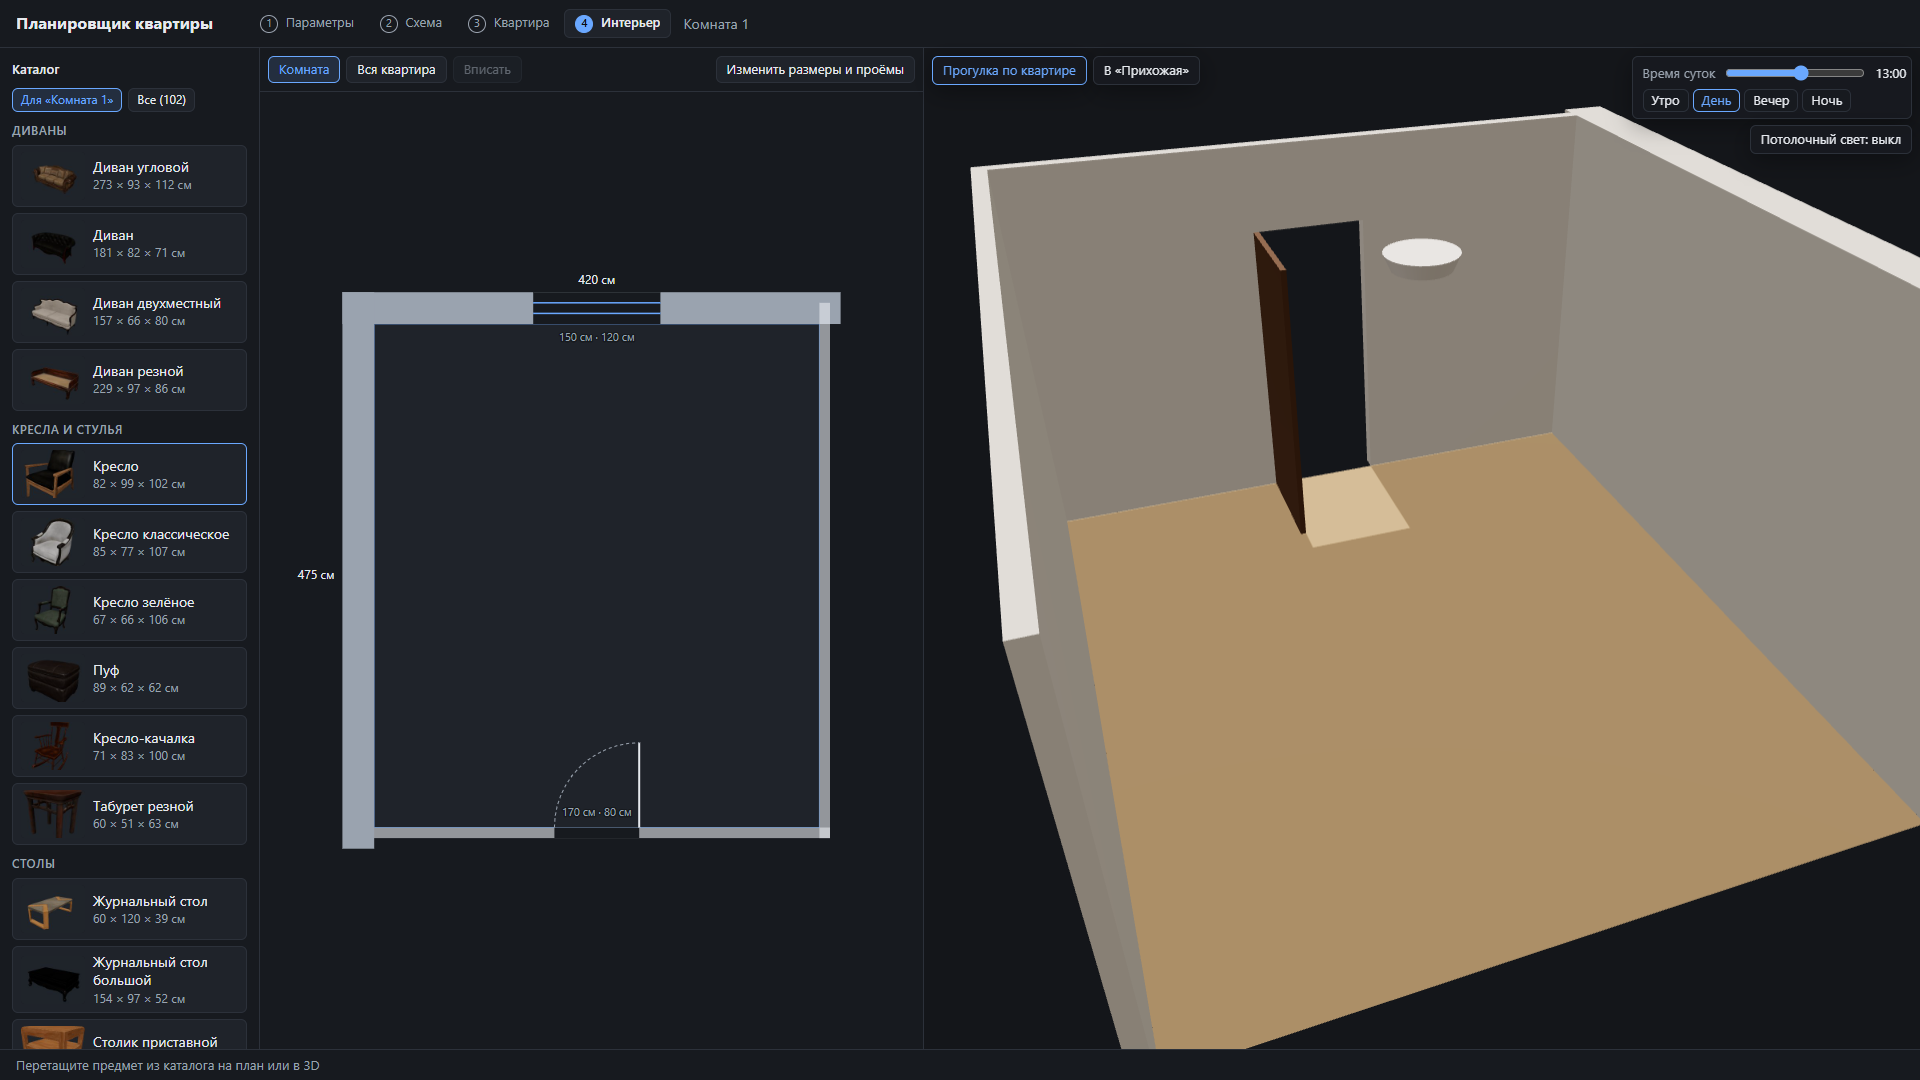 Планировщик квартиры
1 Параметры
2 Схема
3 Квартира
4 Интерьер
Комната 1
Каталог
Для «Комната 1»
Все (102)
ДИВАНЫ
Диван угловой
273 × 93 × 112 см
Диван
181 × 82 × 71 см
Диван двухместный
157 × 66 × 80 см
Диван резной
229 × 97 × 86 см
КРЕСЛА И СТУЛЬЯ
Кресло
82 × 99 × 102 см
Кресло классическое
85 × 77 × 107 см
Кресло зелёное
67 × 66 × 106 см
Пуф
89 × 62 × 62 см
Кресло-качалка
71 × 83 × 100 см
Табурет резной
60 × 51 × 63 см
СТОЛЫ
Журнальный стол
60 × 120 × 39 см
Журнальный стол
большой
154 × 97 × 52 см
Столик приставной
Комната
Вся квартира
Вписать
Изменить размеры и проёмы
420 см
150 см · 120 см
475 см
170 см · 80 см
Прогулка по квартире
В «Прихожая»
Время суток
13:00
Утро
День
Вечер
Ночь
Потолочный свет: выкл
Перетащите предмет из каталога на план или в 3D